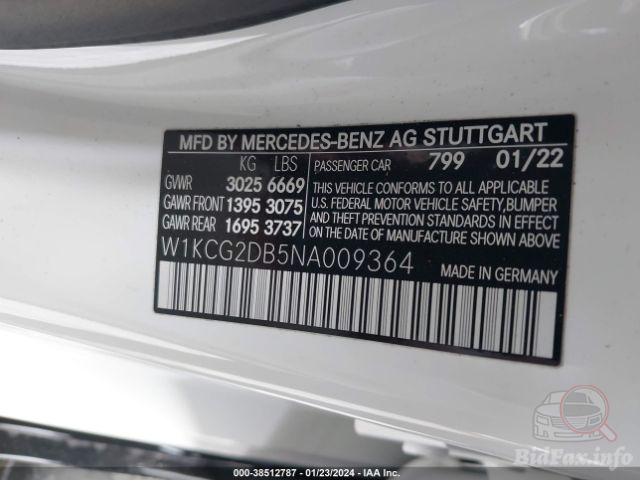 MFD BY MERCEDES-BENZ AG STUTTGART
KG LBS PASSENGER CAR 799 01/22
GVWR 3025 6669
GAWR FRONT 1395 3075
GAWR REAR 1695 3737
THIS VEHICLE CONFORMS TO ALL APPLICABLE
U.S. FEDERAL MOTOR VEHICLE SAFETY,BUMPER
AND THEFT PREVENTION STANDARDS IN EFFECT
ON THE DATE OF MANUFACTURE SHOWN ABOVE
W1KCG2DB5NA009364 MADE IN GERMANY
BidFax.info
000-38512787 - 01/23/2024 - IAA Inc.